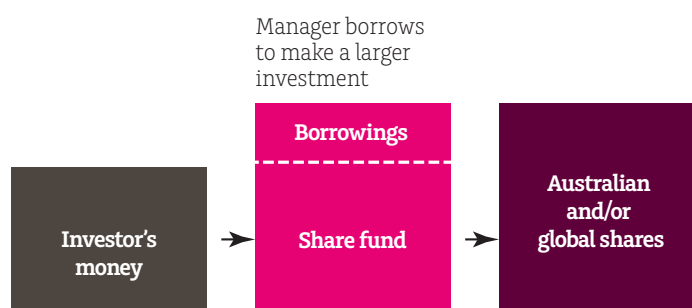 Manager borrows
to make a larger
investment
Borrowings
Investor’s
money
Share fund
Australian
and/or
global shares